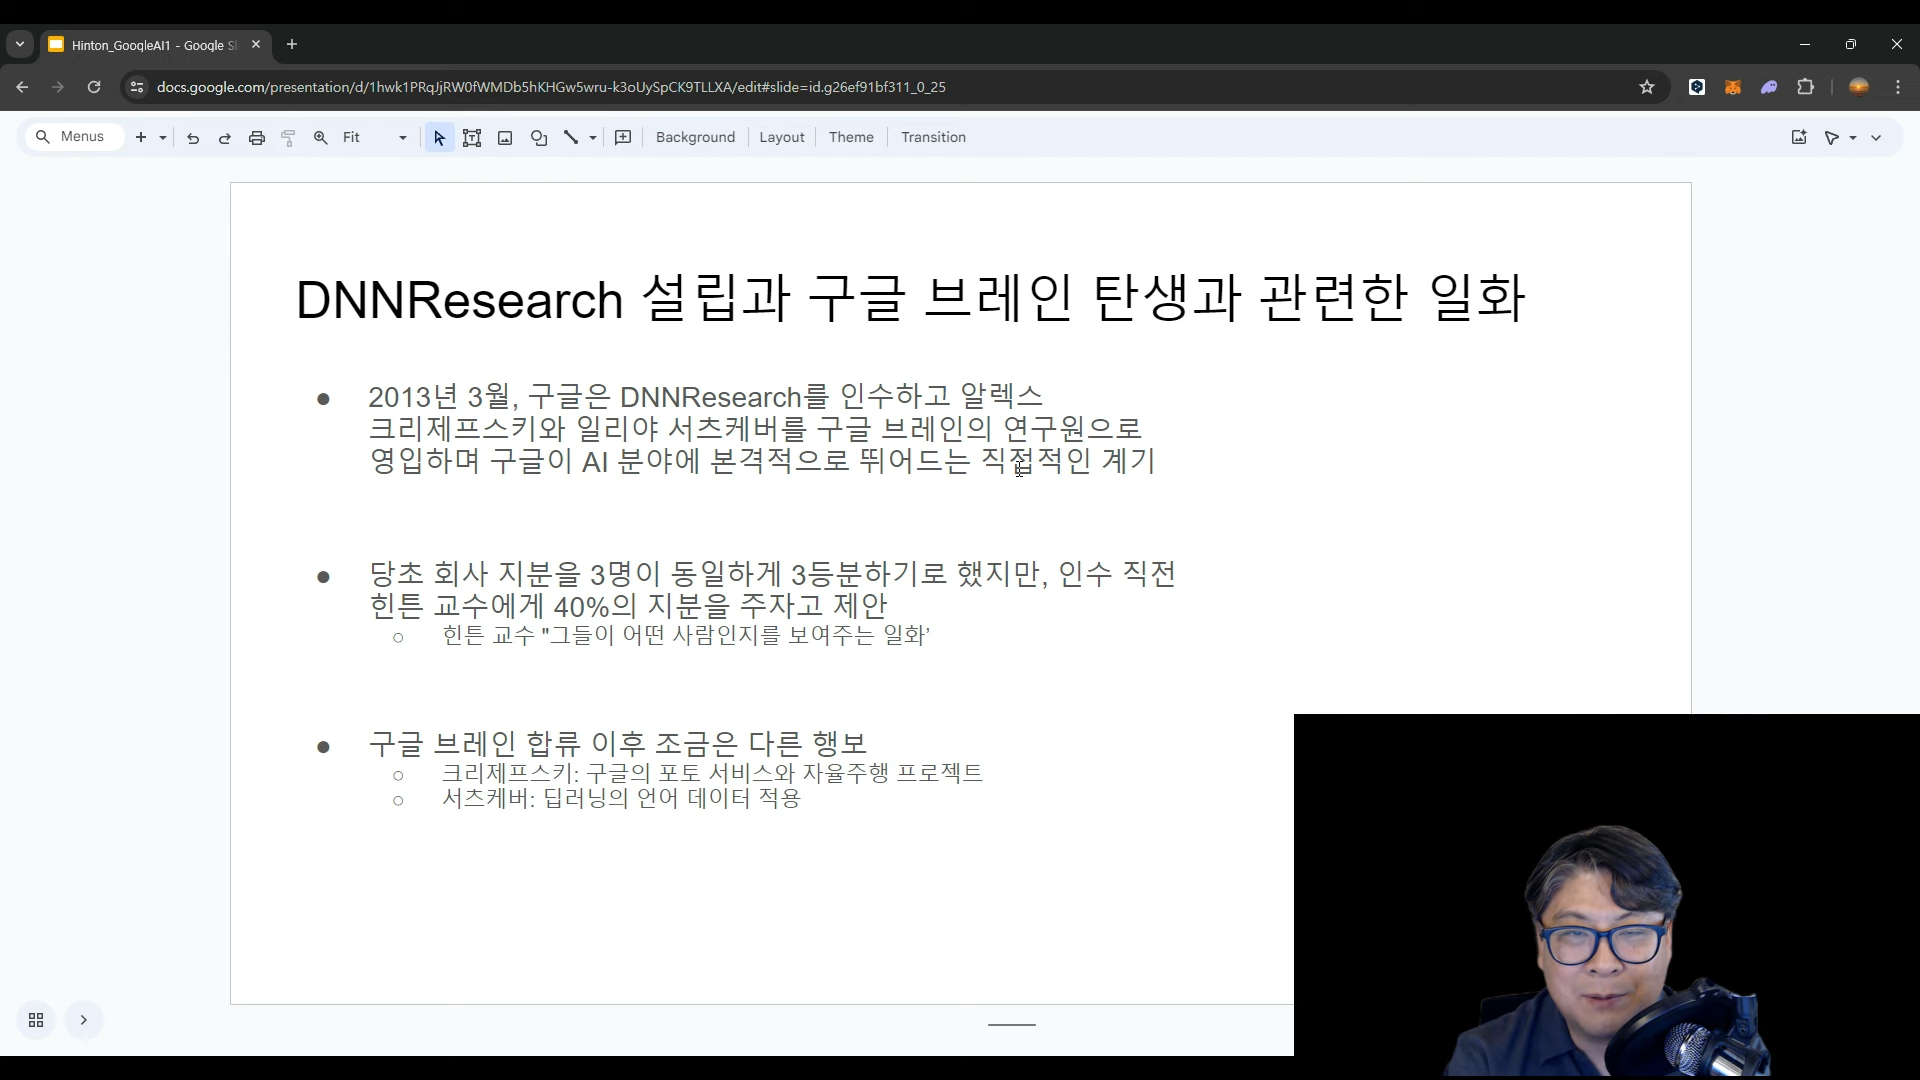 Hinton_GoogleAI1 - Google Sl
docs.google.com/presentation/d/1hwk1PRqJjRW0fWMDb5hKHGw5wru-k3oUySpCK9TLLXA/edit#slide=id.g26ef91bf311_0_25
Menus Fit Background Layout Theme Transition
DNNResearch 설립과 구글 브레인 탄생과 관련한 일화
● 2013년 3월, 구글은 DNNResearch를 인수하고 알렉스
크리제프스키와 일리야 서츠케버를 구글 브레인의 연구원으로
영입하며 구글이 AI 분야에 본격적으로 뛰어드는 직접적인 계기
● 당초 회사 지분을 3명이 동일하게 3등분하기로 했지만, 인수 직전
힌튼 교수에게 40%의 지분을 주자고 제안
○ 힌튼 교수 "그들이 어떤 사람인지를 보여주는 일화’
● 구글 브레인 합류 이후 조금은 다른 행보
○ 크리제프스키: 구글의 포토 서비스와 자율주행 프로젝트
○ 서츠케버: 딥러닝의 언어 데이터 적용